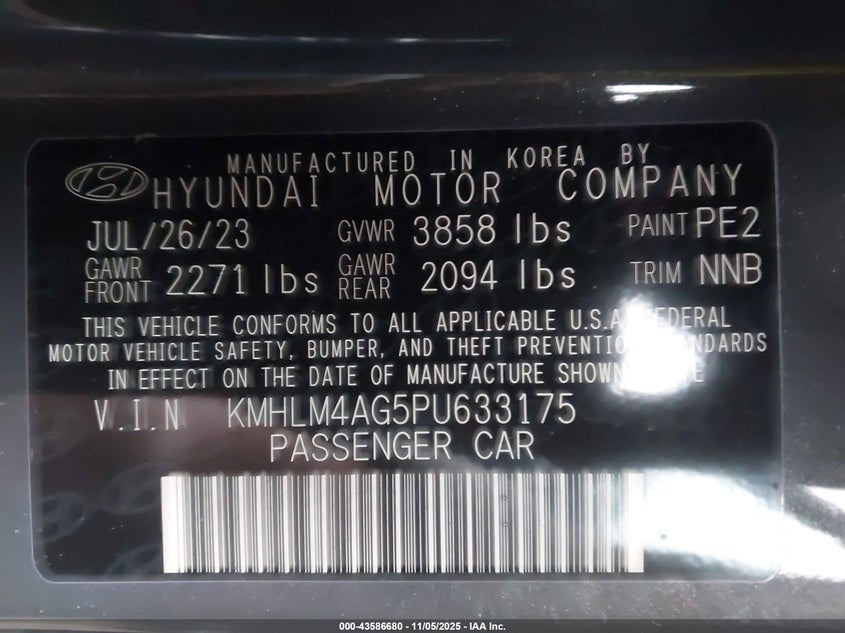 MANUFACTURED IN KOREA BY
HYUNDAI MOTOR COMPANY
JUL/26/23 GVWR 3858 lbs PAINT PE2
GAWR FRONT 2271 lbs GAWR REAR 2094 lbs TRIM NNB
THIS VEHICLE CONFORMS TO ALL APPLICABLE U.S.A. FEDERAL
MOTOR VEHICLE SAFETY, BUMPER, AND THEFT PREVENTION STANDARDS
IN EFFECT ON THE DATE OF MANUFACTURE SHOWN
V.I.N KMHLM4AG5PU633175
PASSENGER CAR
000-43586680 - 11/05/2025 - IAA Inc.